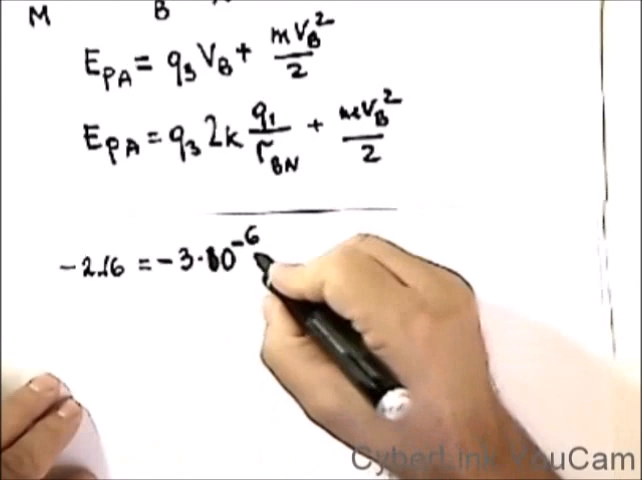 M B
E_PA = q_3 V_B + mV_B^2/2
E_PA = q_3 2k q_1/r_BN + mV_B^2/2
-2.16 = -3·10^-6
CyberLink YouCam